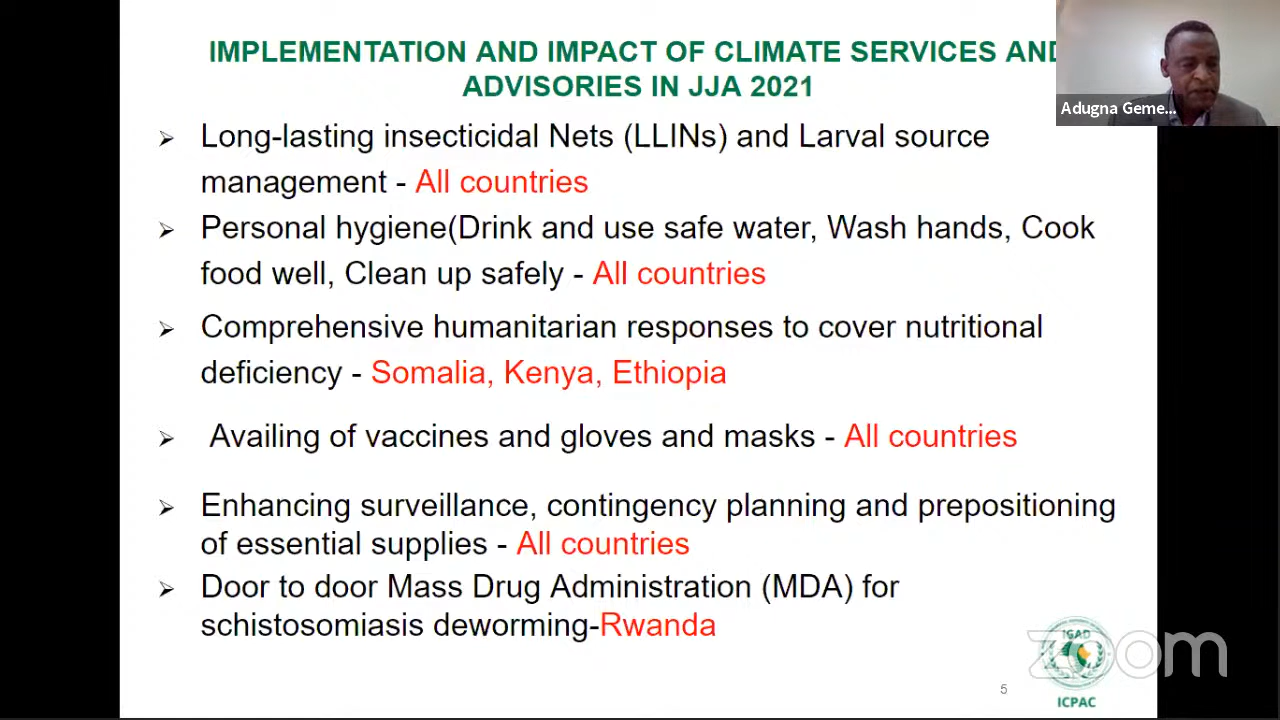 IMPLEMENTATION AND IMPACT OF CLIMATE SERVICES AND
ADVISORIES IN JJA 2021
Adugna Geme...
Long-lasting insecticidal Nets (LLINs) and Larval source
management - All countries
Personal hygiene(Drink and use safe water, Wash hands, Cook
food well, Clean up safely - All countries
Comprehensive humanitarian responses to cover nutritional
deficiency - Somalia, Kenya, Ethiopia
Availing of vaccines and gloves and masks - All countries
Enhancing surveillance, contingency planning and prepositioning
of essential supplies - All countries
Door to door Mass Drug Administration (MDA) for
schistosomiasis deworming-Rwanda
IGAD
zoom
5
ICPAC